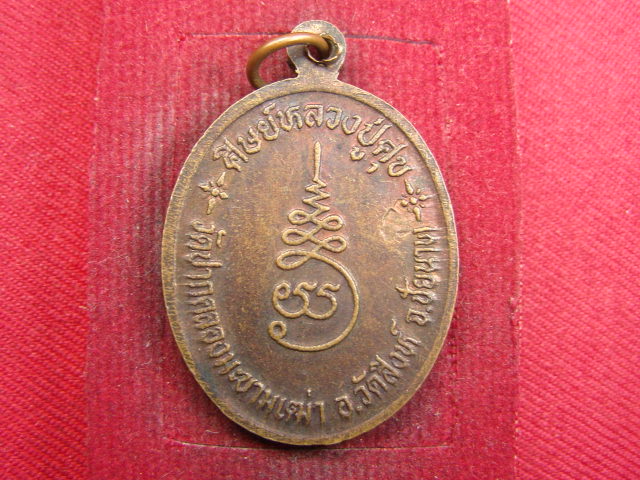 ศิษย์หลวงปู่ศุข
วัดปากคลองมะขามเฒ่า อ.วัดสิงห์ จ.ชัยนาท